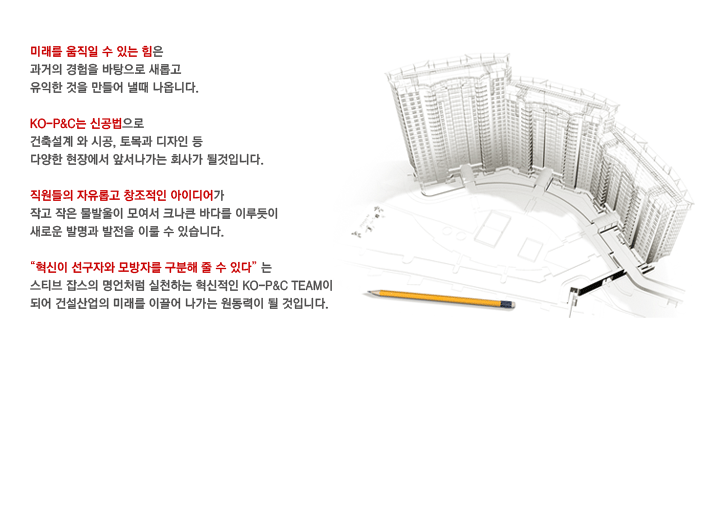 미래를 움직일 수 있는 힘은
과거의 경험을 바탕으로 새롭고
유익한 것을 만들어 낼때 나옵니다.
KO-P&C는 신공법으로
건축설계 와 시공, 토목과 디자인 등
다양한 현장에서 앞서나가는 회사가 될것입니다.
직원들의 자유롭고 창조적인 아이디어가
작고 작은 물발울이 모여서 크나큰 바다를 이루듯이
새로운 발명과 발전을 이룰 수 있습니다.
“혁신이 선구자와 모방자를 구분해 줄 수 있다” 는
스티브 잡스의 명언처럼 실천하는 혁신적인 KO-P&C TEAM이
되어 건설산업의 미래를 이끌어 나가는 원동력이 될 것입니다.